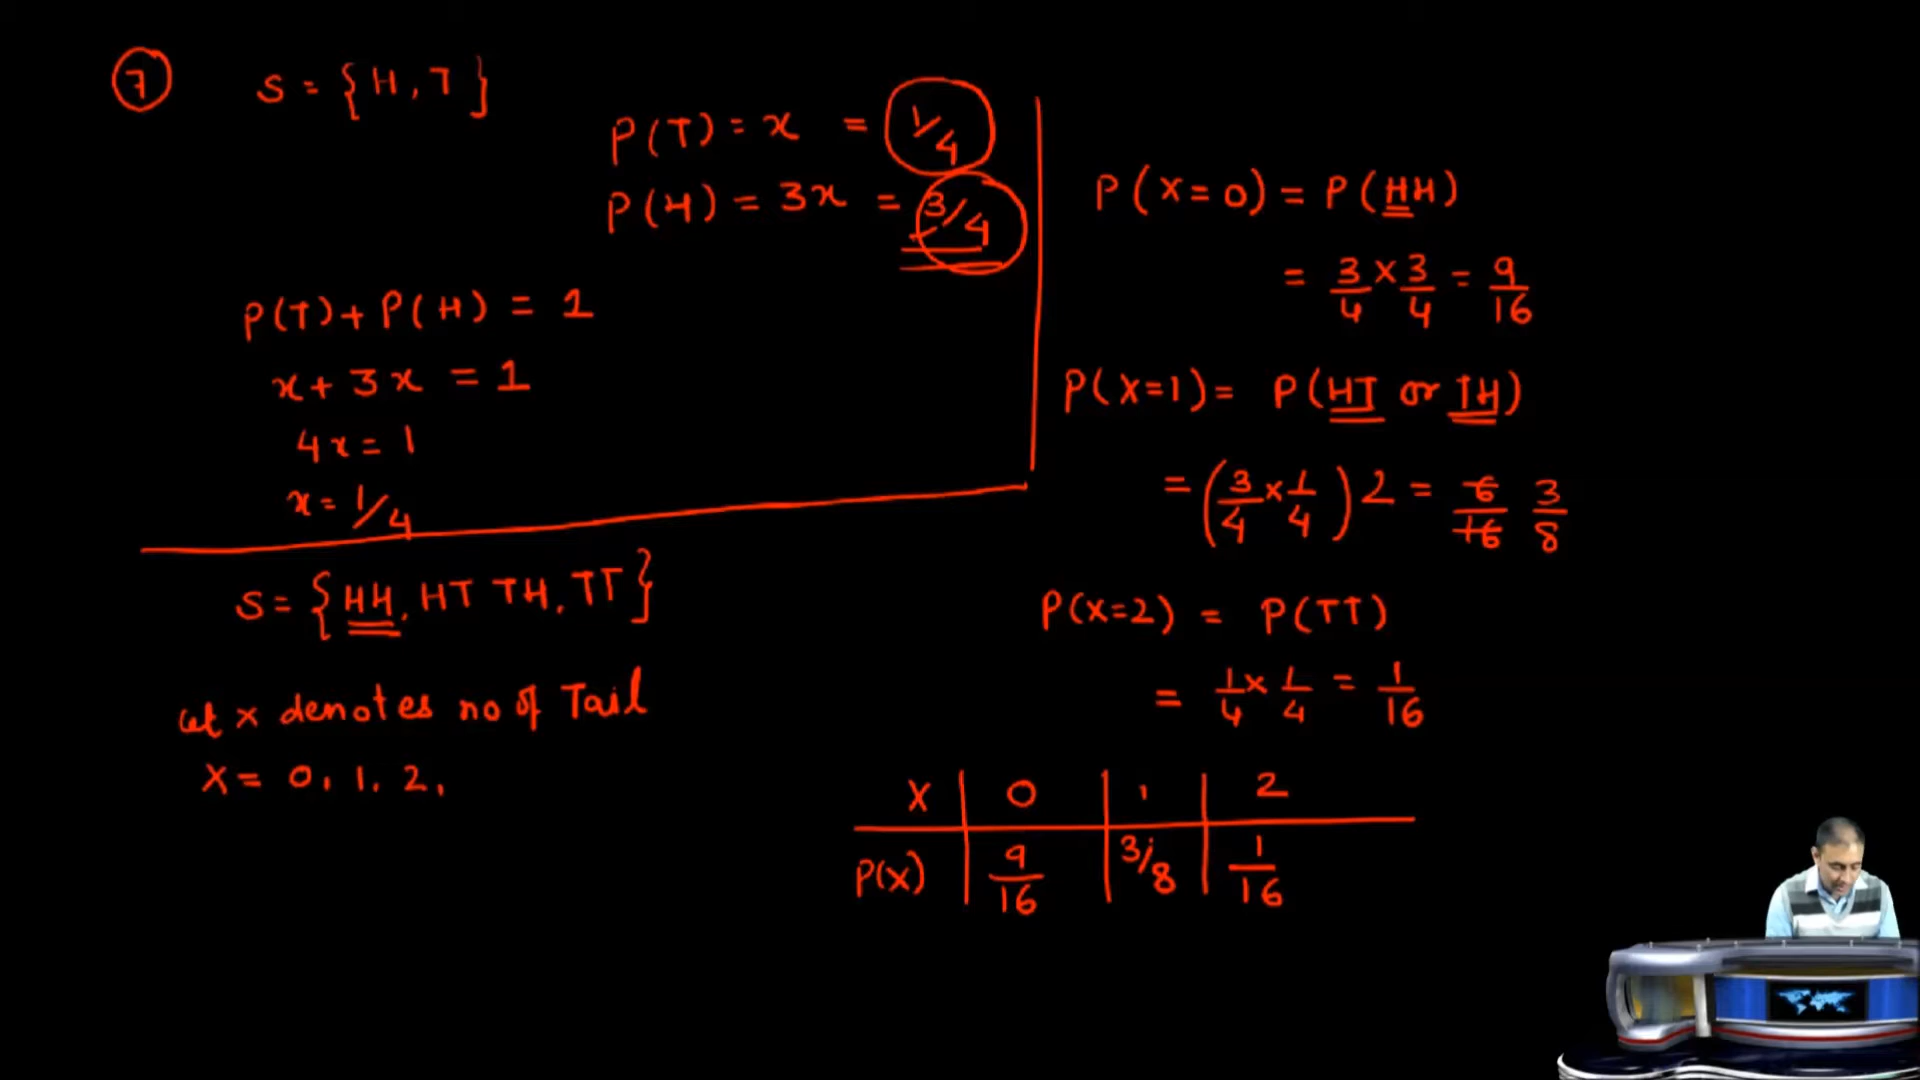 7 S = {H, T}
P(T) = x = 1/4
P(H) = 3x = 3/4
P(T) + P(H) = 1
x + 3x = 1
4x = 1
x = 1/4
S = {HH, HT TH, TT}
let x denotes no of Tail
X = 0, 1, 2,
P(X=0) = P(HH)
= 3/4 × 3/4 = 9/16
P(X=1) = P(HT or TH)
= (3/4 × 1/4) 2 = 6/16 3/8
P(X=2) = P(TT)
= 1/4 × 1/4 = 1/16
X 0 1 2
P(X) 9/16 3/8 1/16